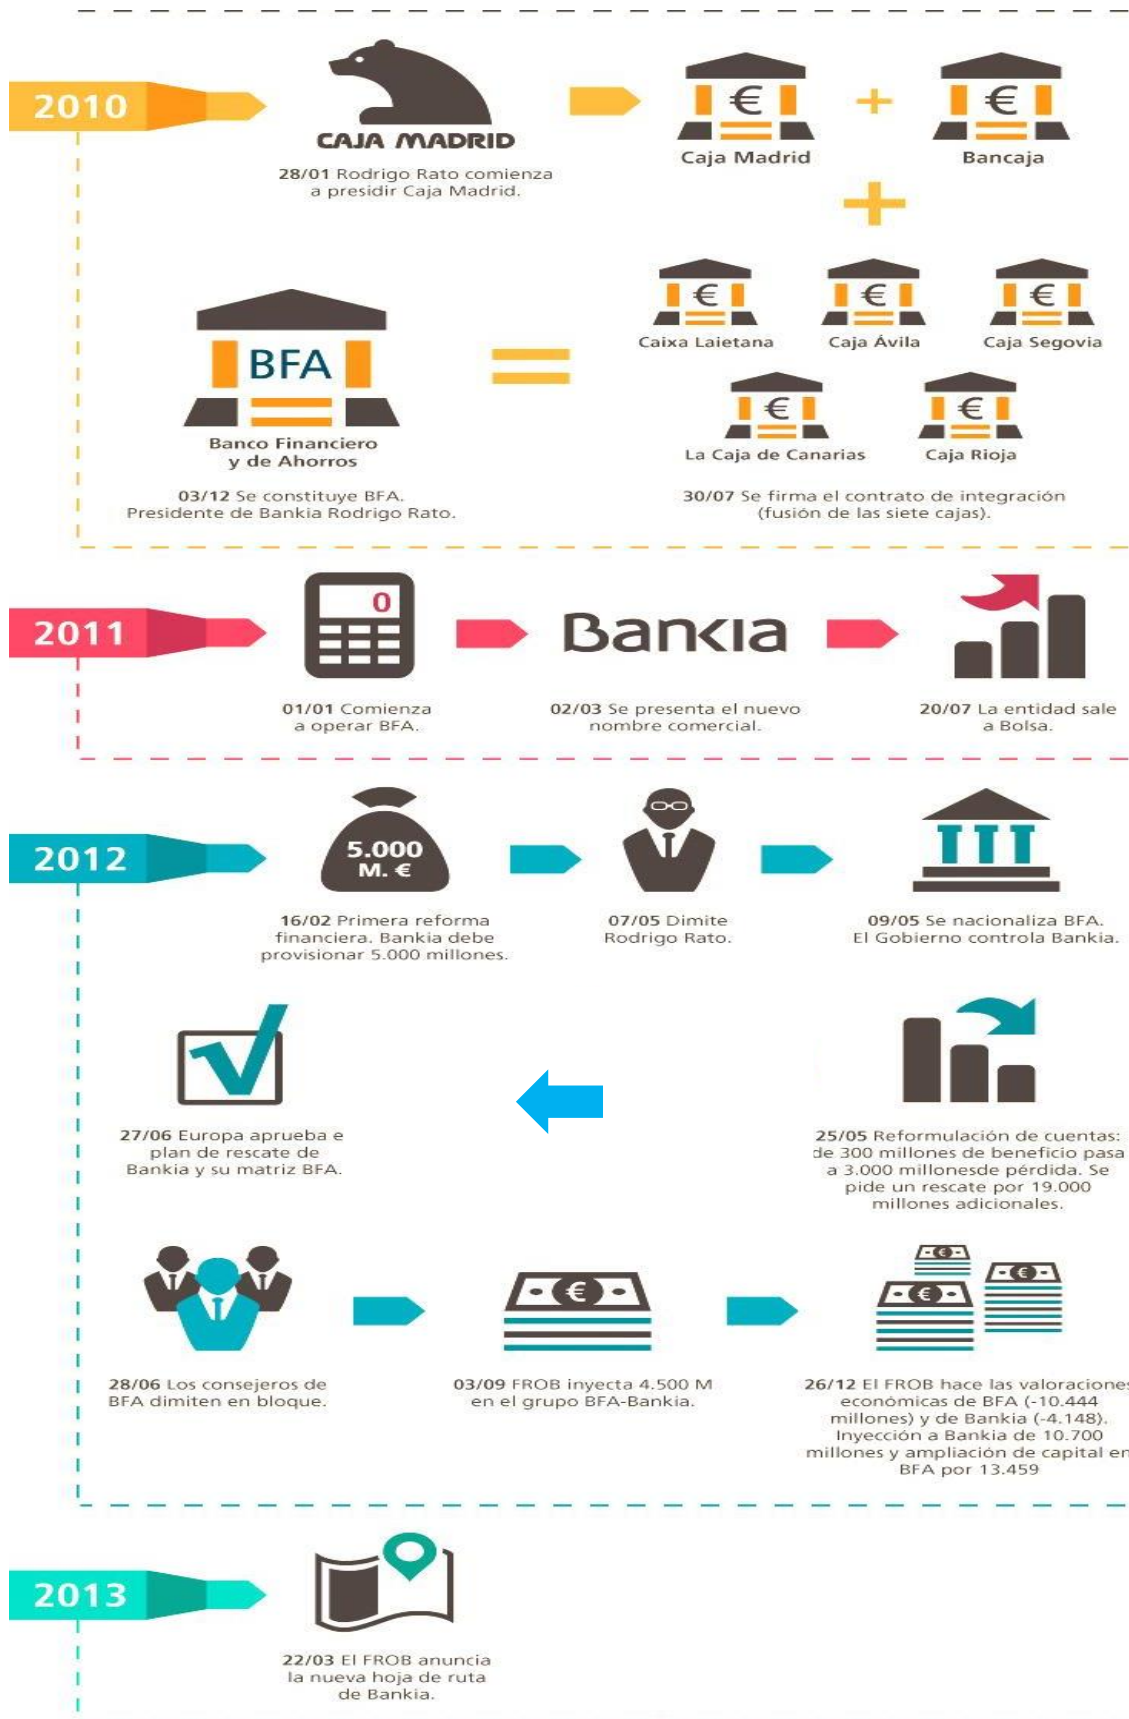 2010
CAJA MADRID
28/01 Rodrigo Rato comienza
a presidir Caja Madrid.
€
Caja Madrid
+
€
Bancaja
+
€
Caixa Laietana
€
Caja Ávila
€
Caja Segovia
€
La Caja de Canarias
€
Caja Rioja
30/07 Se firma el contrato de integración
(fusión de las siete cajas).
=
BFA
Banco Financiero
y de Ahorros
03/12 Se constituye BFA.
Presidente de Bankia Rodrigo Rato.
2011
0
01/01 Comienza
a operar BFA.
Bankia
02/03 Se presenta el nuevo
nombre comercial.
20/07 La entidad sale
a Bolsa.
2012
5.000
M. €
16/02 Primera reforma
financiera. Bankia debe
provisionar 5.000 millones.
07/05 Dimite
Rodrigo Rato.
09/05 Se nacionaliza BFA.
El Gobierno controla Bankia.
25/05 Reformulación de cuentas:
de 300 millones de beneficio pasa
a 3.000 millonesde pérdida. Se
pide un rescate por 19.000
millones adicionales.
27/06 Europa aprueba e
plan de rescate de
Bankia y su matriz BFA.
28/06 Los consejeros de
BFA dimiten en bloque.
€
03/09 FROB inyecta 4.500 M
en el grupo BFA-Bankia.
€
€
€
26/12 El FROB hace las valoraciones
económicas de BFA (-10.444
millones) y de Bankia (-4.148).
Inyección a Bankia de 10.700
millones y ampliación de capital en
BFA por 13.459
2013
22/03 El FROB anuncia
la nueva hoja de ruta
de Bankia.